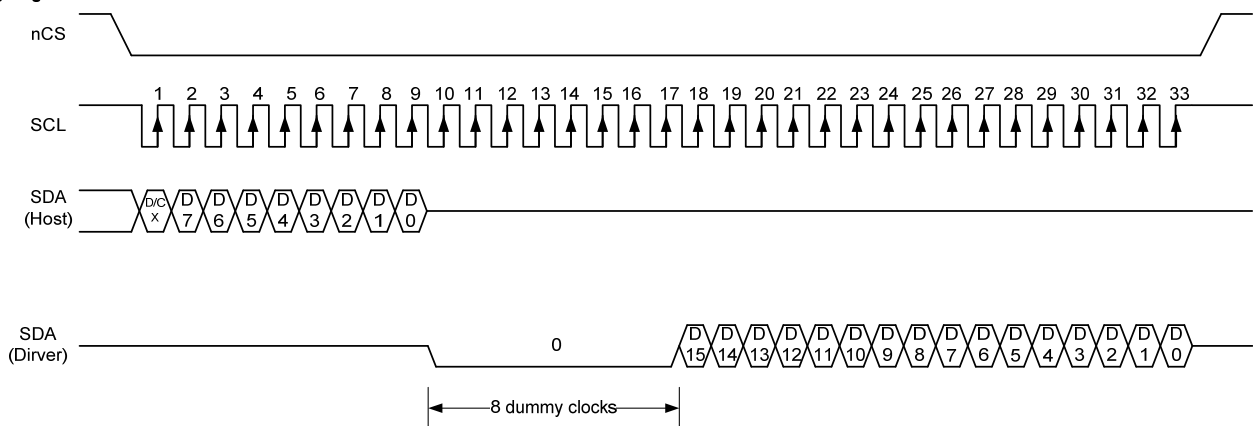 nCS
1 2 3 4 5 6 7 8 9 10 11 12 13 14 15 16 17 18 19 20 21 22 23 24 25 26 27 28 29 30 31 32 33
SCL
SDA
(Host)
D/C X D 7 D 6 D 5 D 4 D 3 D 2 D 1 D 0
SDA
(Dirver)
0
D 15 D 14 D 13 D 12 D 11 D 10 D 9 D 8 D 7 D 6 D 5 D 4 D 3 D 2 D 1 D 0
8 dummy clocks